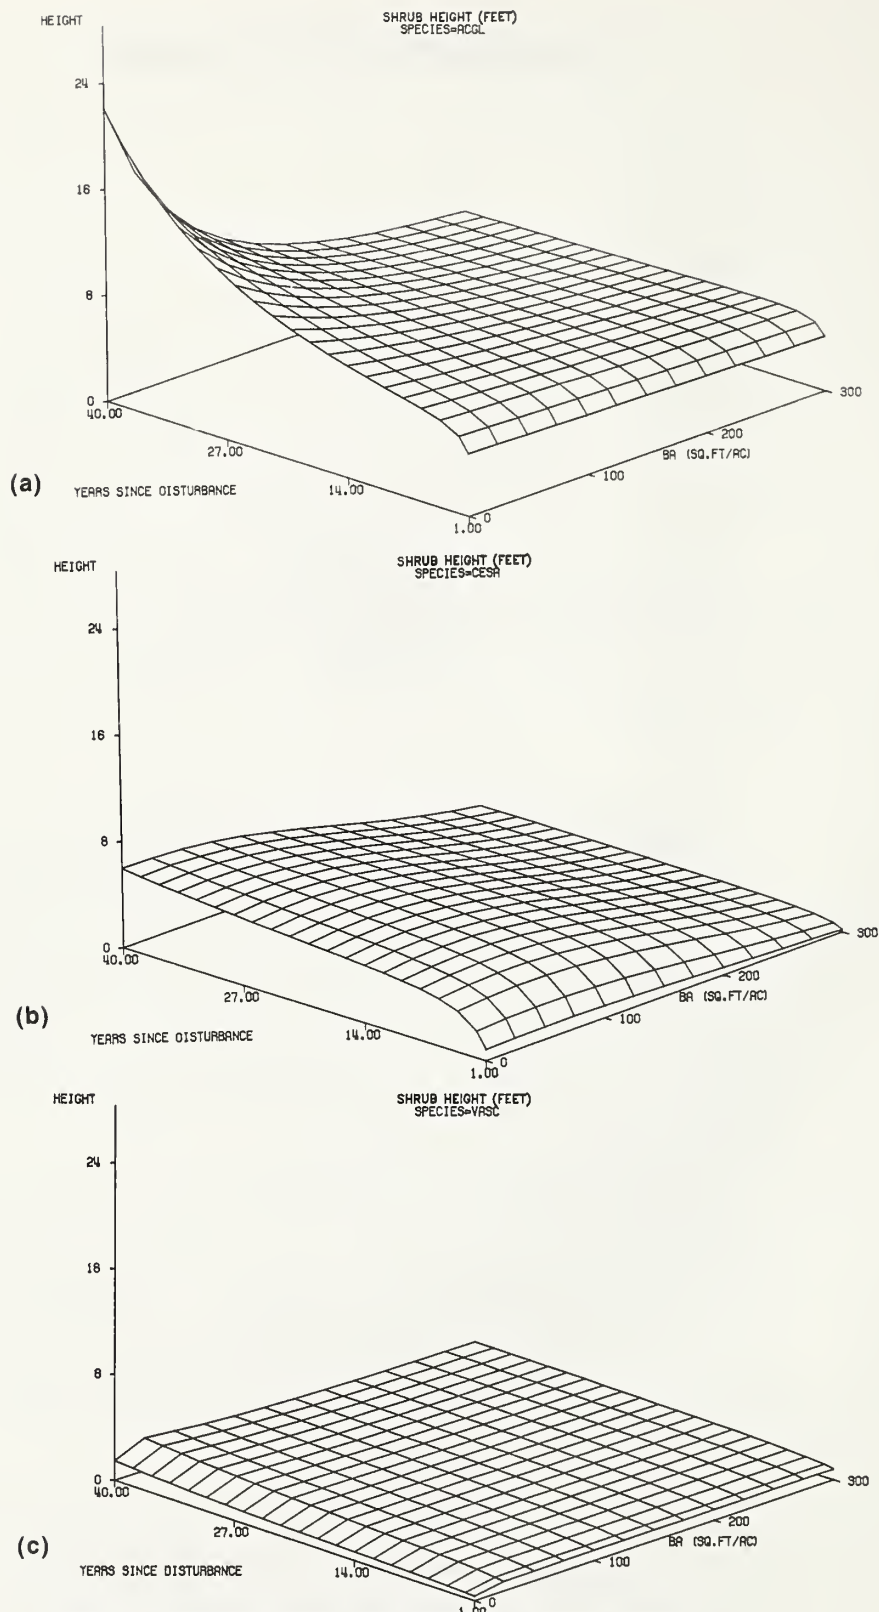 HEIGHT
SHRUB HEIGHT (FEET)
SPECIES=ACGL
24
16
8
0
40.00
27.00
14.00
1.00
0
100
200
300
BA (SQ.FT/AC)
YEARS SINCE DISTURBANCE
(a)
HEIGHT
SHRUB HEIGHT (FEET)
SPECIES=CESA
24
16
8
0
40.00
27.00
14.00
1.00
0
100
200
300
BA (SQ.FT/AC)
YEARS SINCE DISTURBANCE
(b)
HEIGHT
SHRUB HEIGHT (FEET)
SPECIES=VASC
24
16
8
0
40.00
27.00
14.00
1.00
0
100
200
300
BA (SQ.FT/AC)
YEARS SINCE DISTURBANCE
(c)